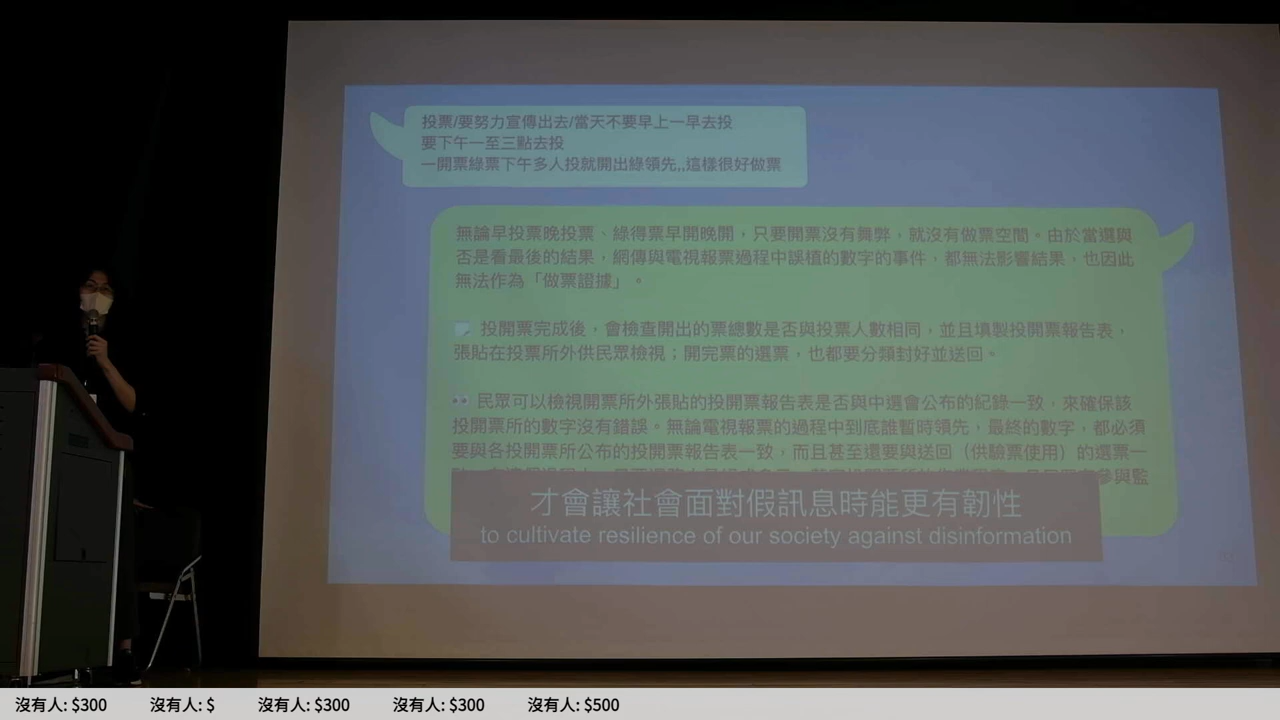 投票/要努力宣傳出去/當天不要早上一早去投
要下午一至三點去投
一開票綠票下午多人投就開出綠領先,,這樣很好做票
無論早投票晚投票、綠得票早開晚開，只要開票沒有舞弊，就沒有做票空間。由於當選與
否是看最後的結果，網傳與電視報票過程中誤植的數字的事件，都無法影響結果，也因此
無法作為「做票證據」。
投開票完成後，會檢查開出的票總數是否與投票人數相同，並且填製投開票報告表，
張貼在投票所外供民眾檢視；開完票的選票，也都要分類封好並送回。
民眾可以檢視開票所外張貼的投開票報告表是否與中選會公布的紀錄一致，來確保該
投開票所的數字沒有錯誤。無論電視報票的過程中到底誰暫時領先，最終的數字，都必須
要與各投開票所公布的投開票報告表一致，而且甚至還要與送回（供驗票使用）的選票一
參與監
才會讓社會面對假訊息時能更有韌性
to cultivate resilience of our society against disinformation
沒有人: $300 沒有人: $ 沒有人: $300 沒有人: $300 沒有人: $500